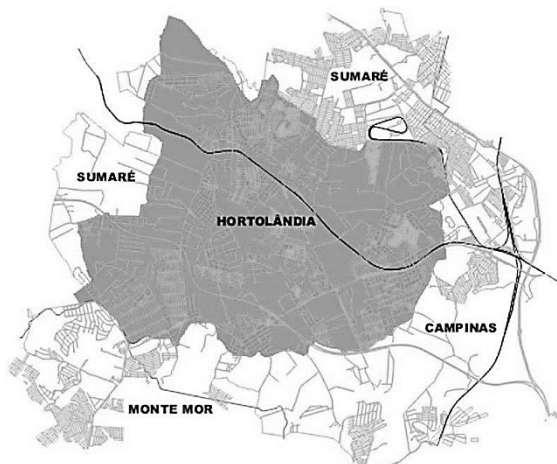 SUMARÉ
SUMARÉ
HORTOLÂNDIA
CAMPINAS
MONTE MOR